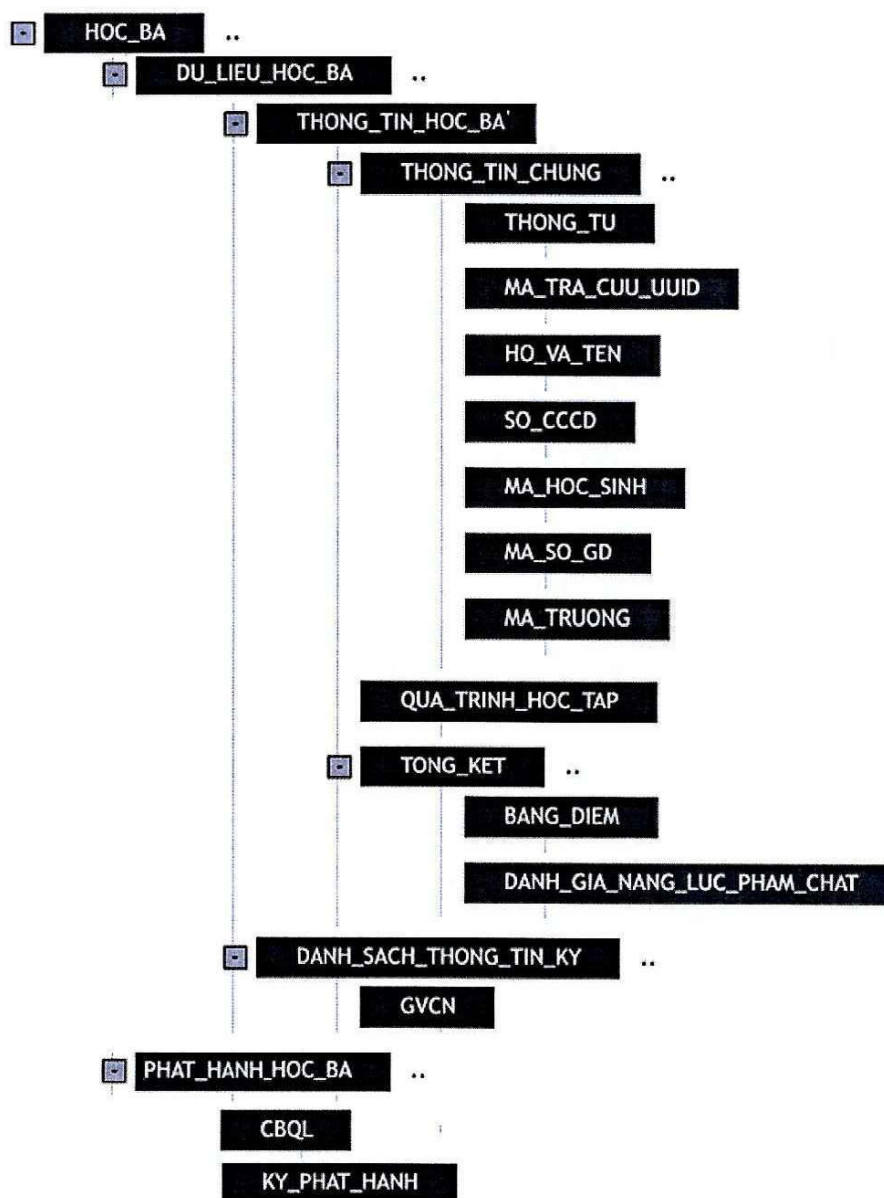 HOC_BA ..
DU_LIEU_HOC_BA ..
THONG_TIN_HOC_BA
THONG_TIN_CHUNG ..
THONG_TU
MA_TRA_CUU_UUID
HO_VA_TEN
SO_CCCD
MA_HOC_SINH
MA_SO_GD
MA_TRUONG
QUA_TRINH_HOC_TAP
TONG_KET ..
BANG_DIEM
DANH_GIA_NANG_LUC_PHAM_CHAT
DANH_SACH_THONG_TIN_KY ..
GVCN
PHAT_HANH_HOC_BA ..
CBQL
KY_PHAT_HANH